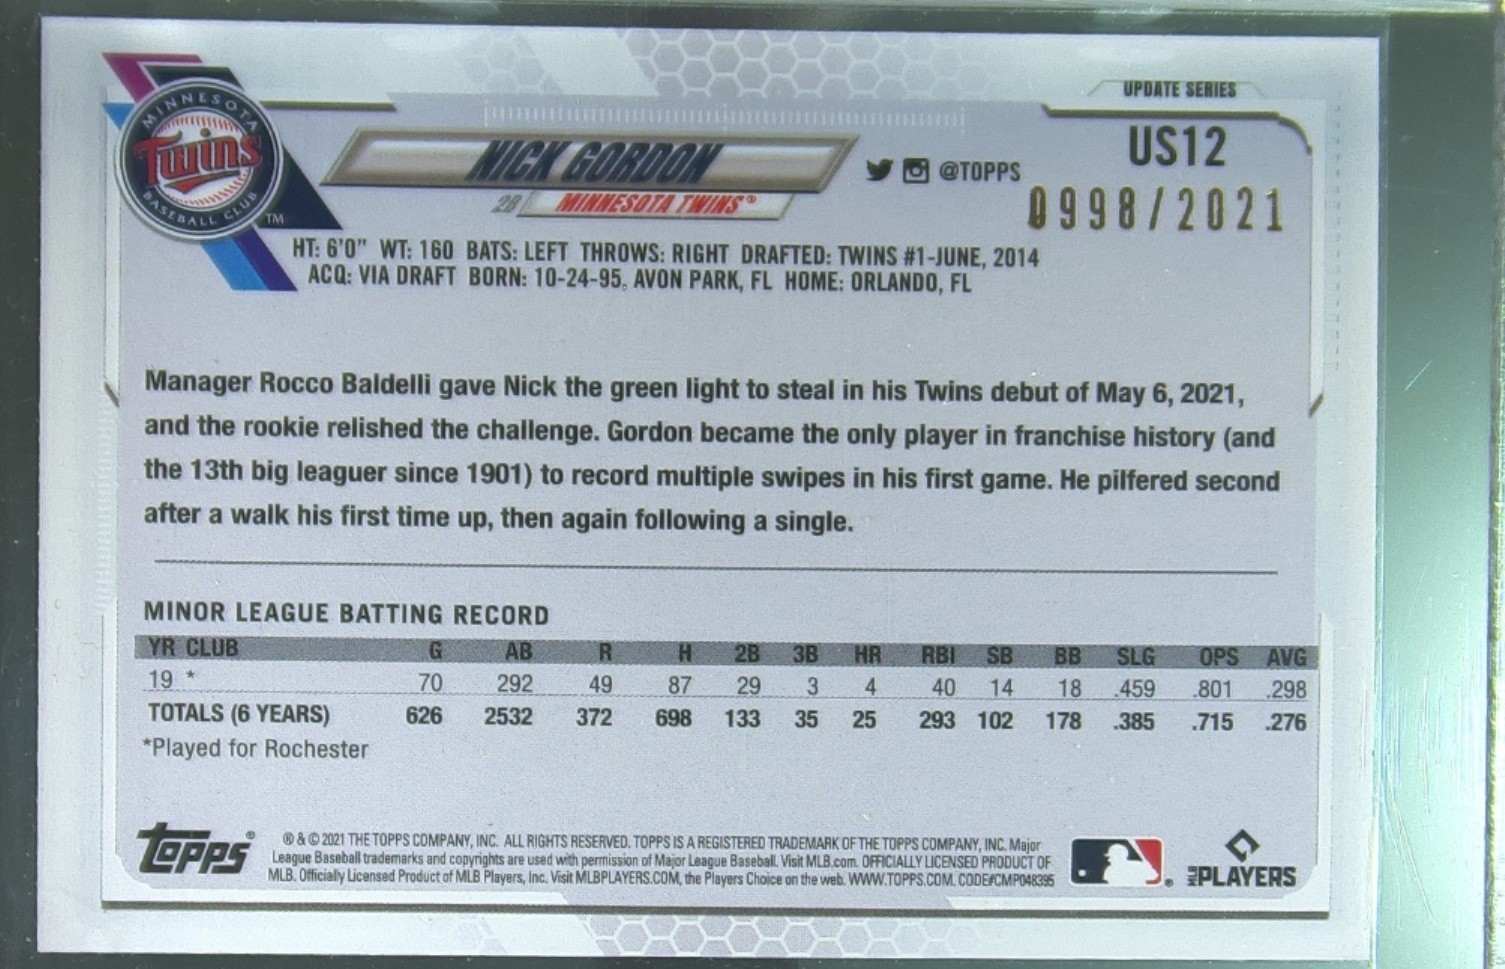 UPDATE SERIES
MINNESOTA
Twins
BASEBALL CLUB
TM
NICK GORDON
@TOPPS
US12
2B MINNESOTA TWINS®
0998/2021
HT: 6'0" WT: 160 BATS: LEFT THROWS: RIGHT DRAFTED: TWINS #1-JUNE, 2014
ACQ: VIA DRAFT BORN: 10-24-95, AVON PARK, FL HOME: ORLANDO, FL
Manager Rocco Baldelli gave Nick the green light to steal in his Twins debut of May 6, 2021,
and the rookie relished the challenge. Gordon became the only player in franchise history (and
the 13th big leaguer since 1901) to record multiple swipes in his first game. He pilfered second
after a walk his first time up, then again following a single.
MINOR LEAGUE BATTING RECORD
YR CLUB G AB R H 2B 3B HR RBI SB BB SLG OPS AVG
19 * 70 292 49 87 29 3 4 40 14 18 .459 .801 .298
TOTALS (6 YEARS) 626 2532 372 698 133 35 25 293 102 178 .385 .715 .276
*Played for Rochester
topps®
® & © 2021 THE TOPPS COMPANY, INC. ALL RIGHTS RESERVED. TOPPS IS A REGISTERED TRADEMARK OF THE TOPPS COMPANY, INC. Major
League Baseball trademarks and copyrights are used with permission of Major League Baseball. Visit MLB.com. OFFICIALLY LICENSED PRODUCT OF
MLB. Officially Licensed Product of MLB Players, Inc. Visit MLBPLAYERS.COM, the Players Choice on the web. WWW.TOPPS.COM. CODE#CMP048395
®
MLB PLAYERS